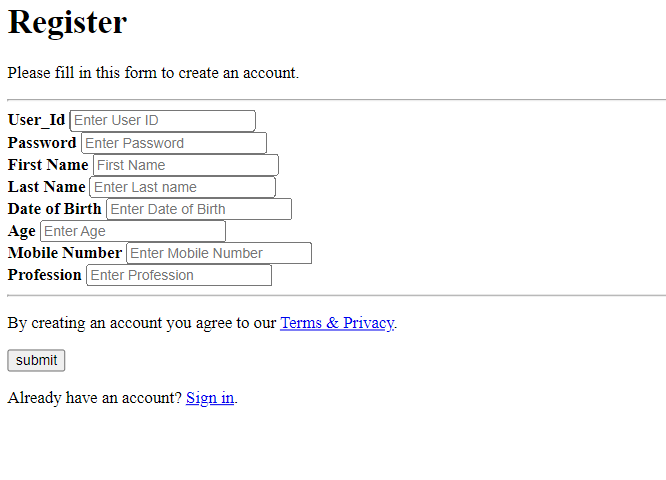 Register
Please fill in this form to create an account.
User_Id Enter User ID
Password Enter Password
First Name First Name
Last Name Enter Last name
Date of Birth Enter Date of Birth
Age Enter Age
Mobile Number Enter Mobile Number
Profession Enter Profession
By creating an account you agree to our Terms & Privacy.
submit
Already have an account? Sign in.